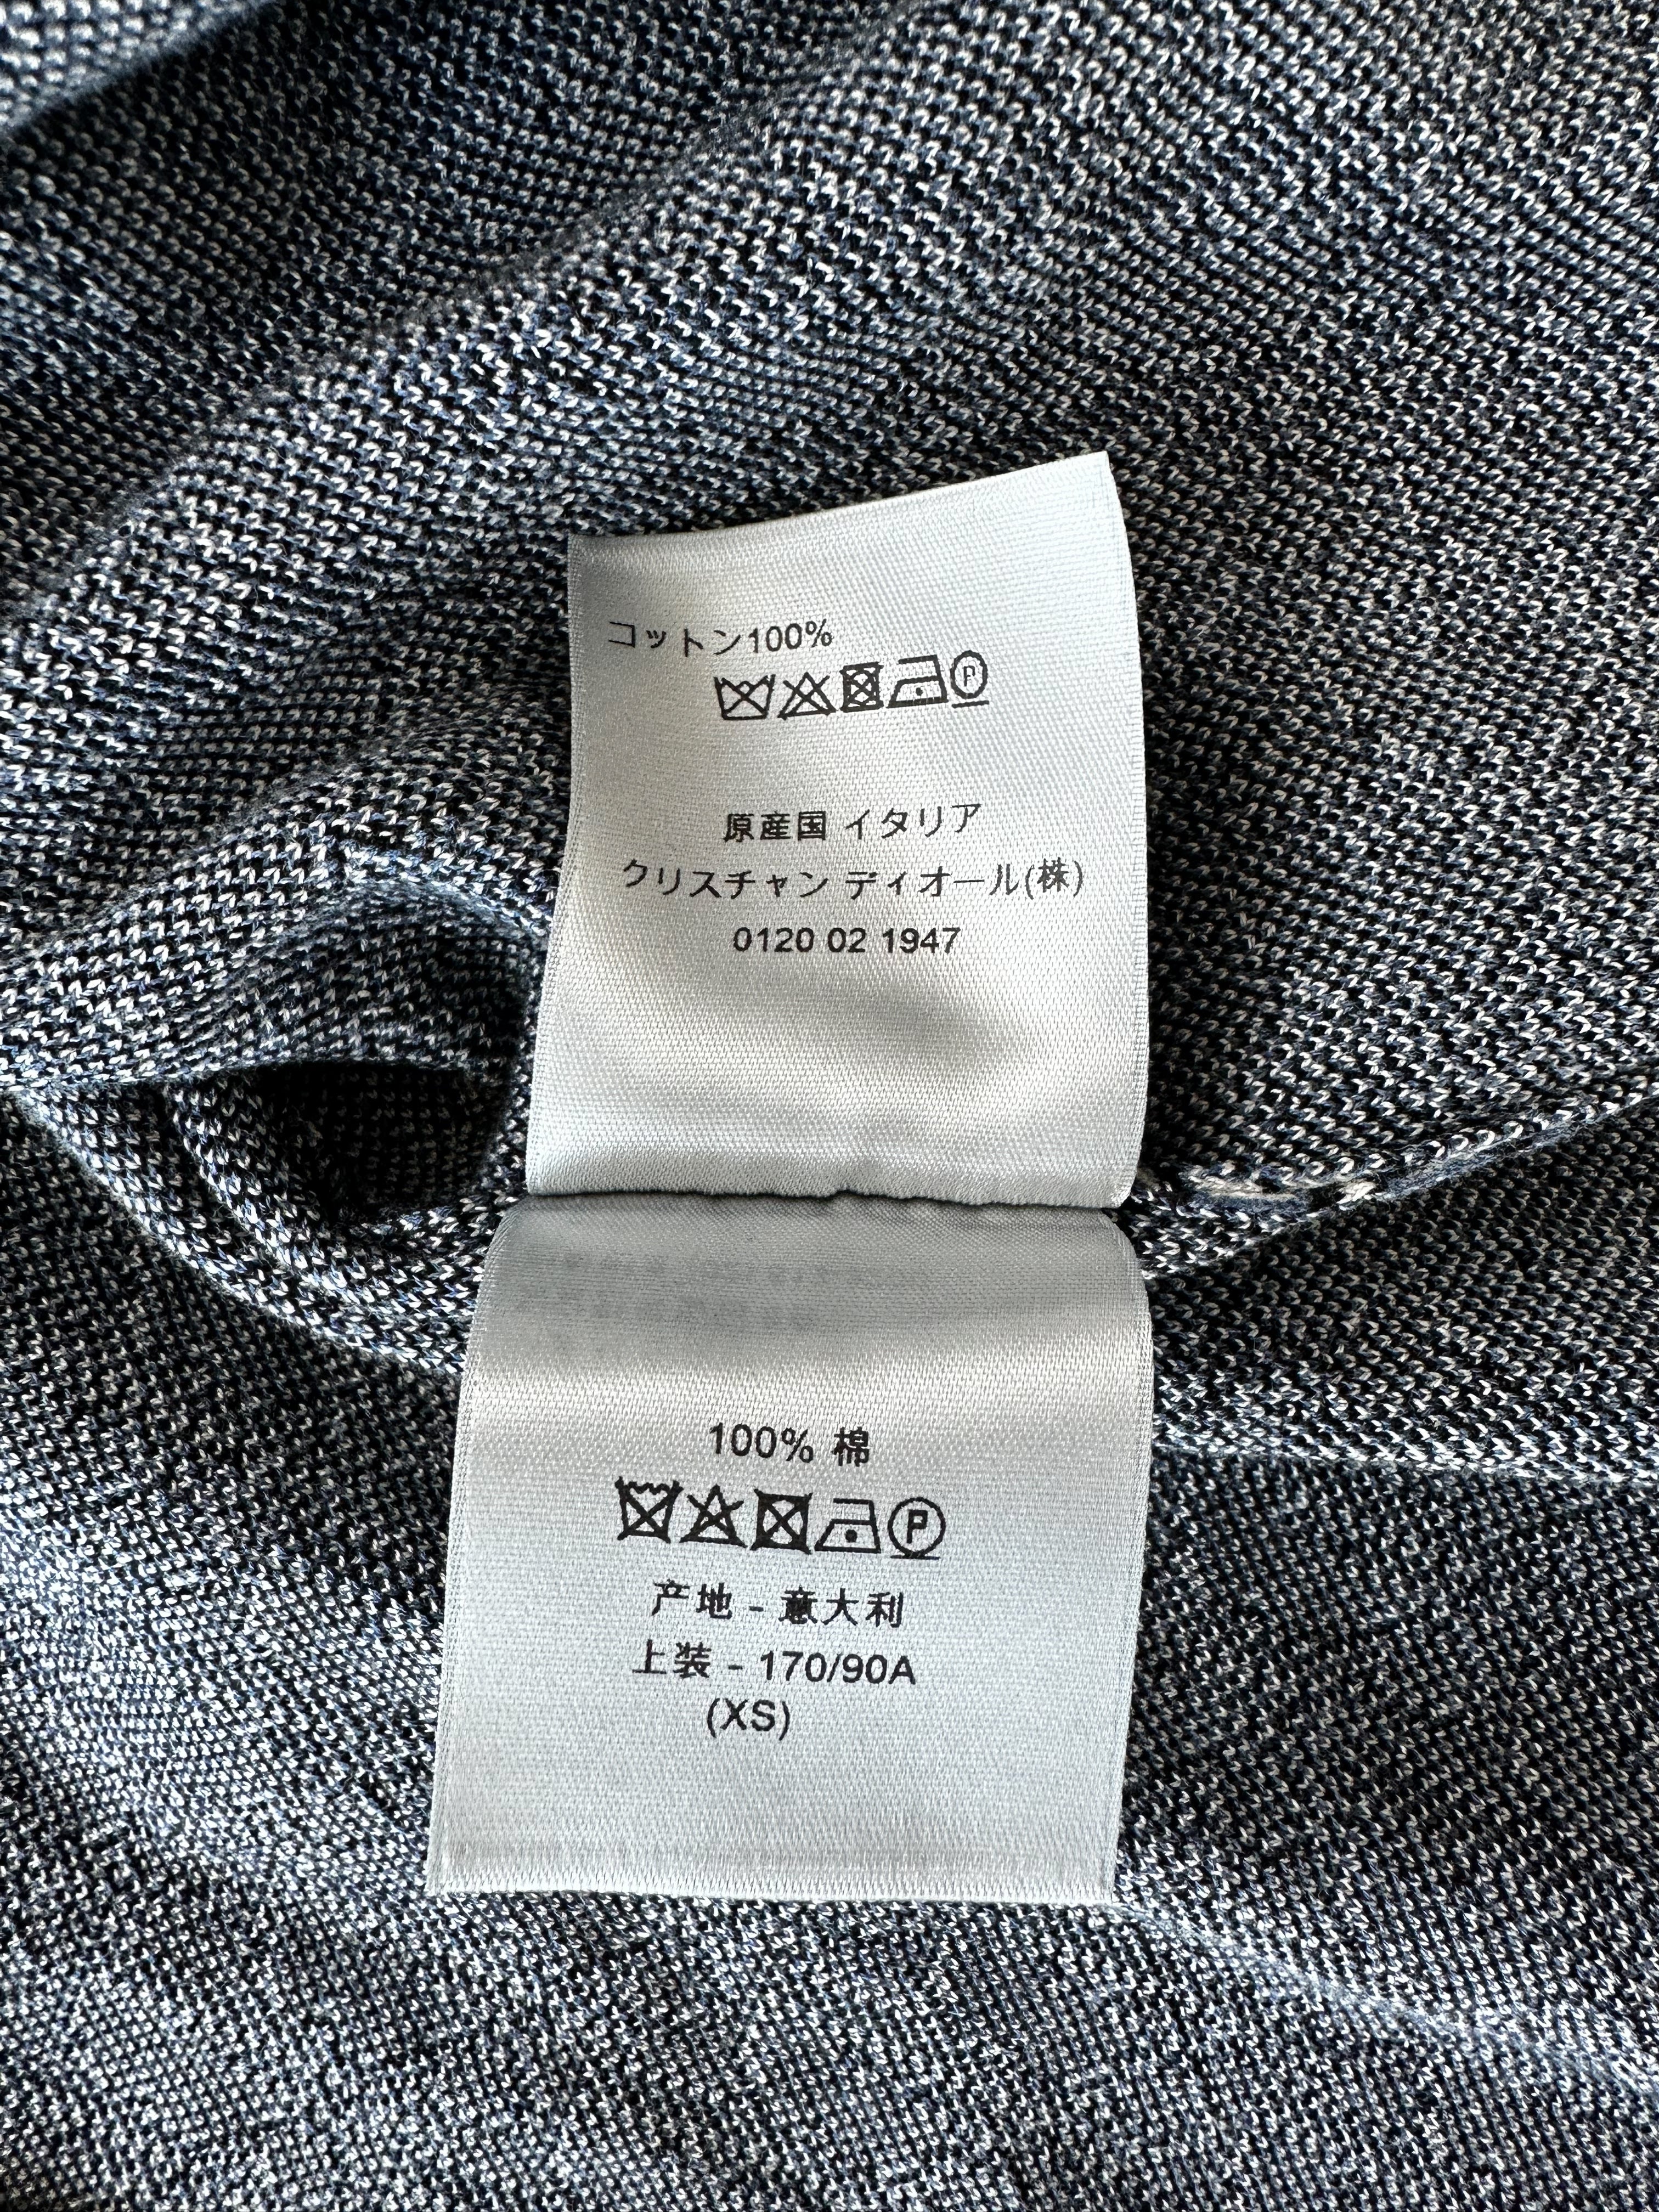 コットン100%
P
原産国 イタリア
クリスチャン ディオール(株)
0120 02 1947
100% 棉
P
产地 - 意大利
上装 - 170/90A
(XS)